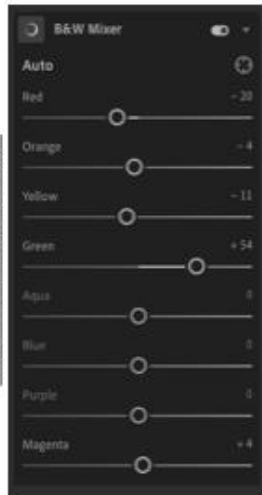 B&W Mixer
Auto
Red - 20
Orange - 4
Yellow - 11
Green + 54
Aqua 0
Blue 0
Purple 0
Magenta + 4